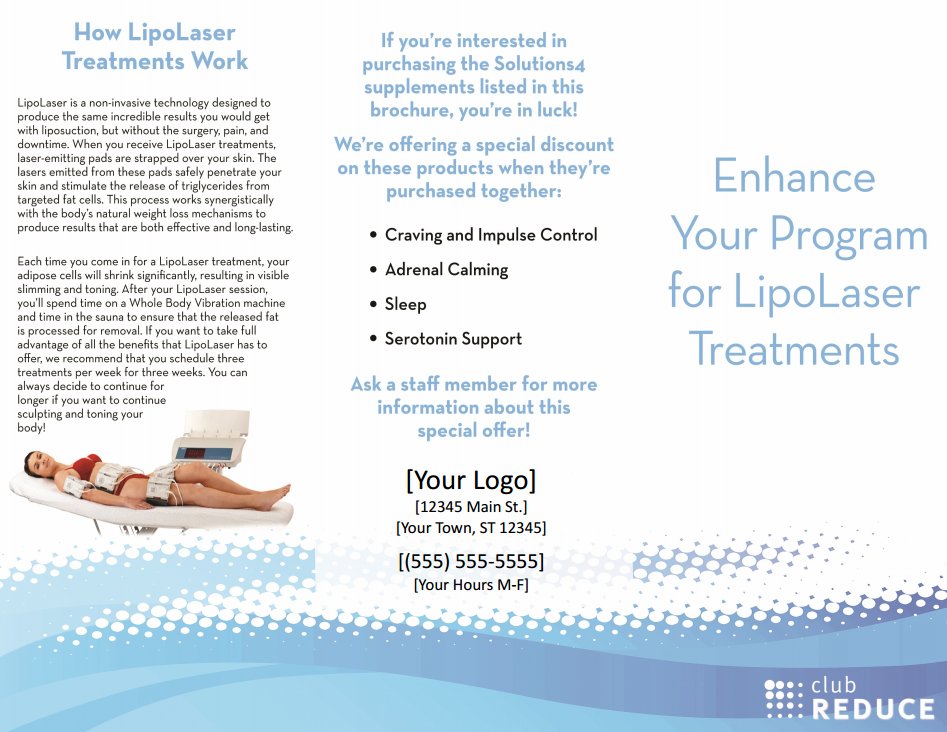 How LipoLaser
Treatments Work
LipoLaser is a non-invasive technology designed to
produce the same incredible results you would get
with liposuction, but without the surgery, pain, and
downtime. When you receive LipoLaser treatments,
laser-emitting pads are strapped over your skin. The
lasers emitted from these pads safely penetrate your
skin and stimulate the release of triglycerides from
targeted fat cells. This process works synergistically
with the body's natural weight loss mechanisms to
produce results that are both effective and long-lasting.
Each time you come in for a LipoLaser treatment, your
adipose cells will shrink significantly, resulting in visible
slimming and toning. After your LipoLaser session,
you'll spend time on a Whole Body Vibration machine
and time in the sauna to ensure that the released fat
is processed for removal. If you want to take full
advantage of all the benefits that LipoLaser has to
offer, we recommend that you schedule three
treatments per week for three weeks. You can
always decide to continue for
longer if you want to continue
sculpting and toning your
body!
If you're interested in
purchasing the Solutions4
supplements listed in this
brochure, you're in luck!
We're offering a special discount
on these products when they're
purchased together:
• Craving and Impulse Control
• Adrenal Calming
• Sleep
• Serotonin Support
Ask a staff member for more
information about this
special offer!
[Your Logo]
[12345 Main St.]
[Your Town, ST 12345]
[(555) 555-5555]
[Your Hours M-F]
Enhance
Your Program
for LipoLaser
Treatments
club
REDUCE